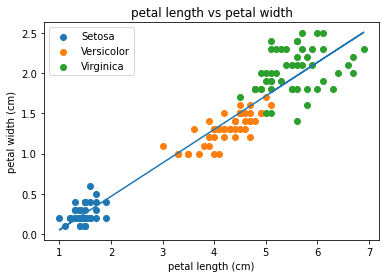 petal length vs petal width
Setosa
Versicolor
Virginica
petal width (cm)
2.5
2.0
1.5
1.0
0.5
0.0
1 2 3 4 5 6 7
petal length (cm)